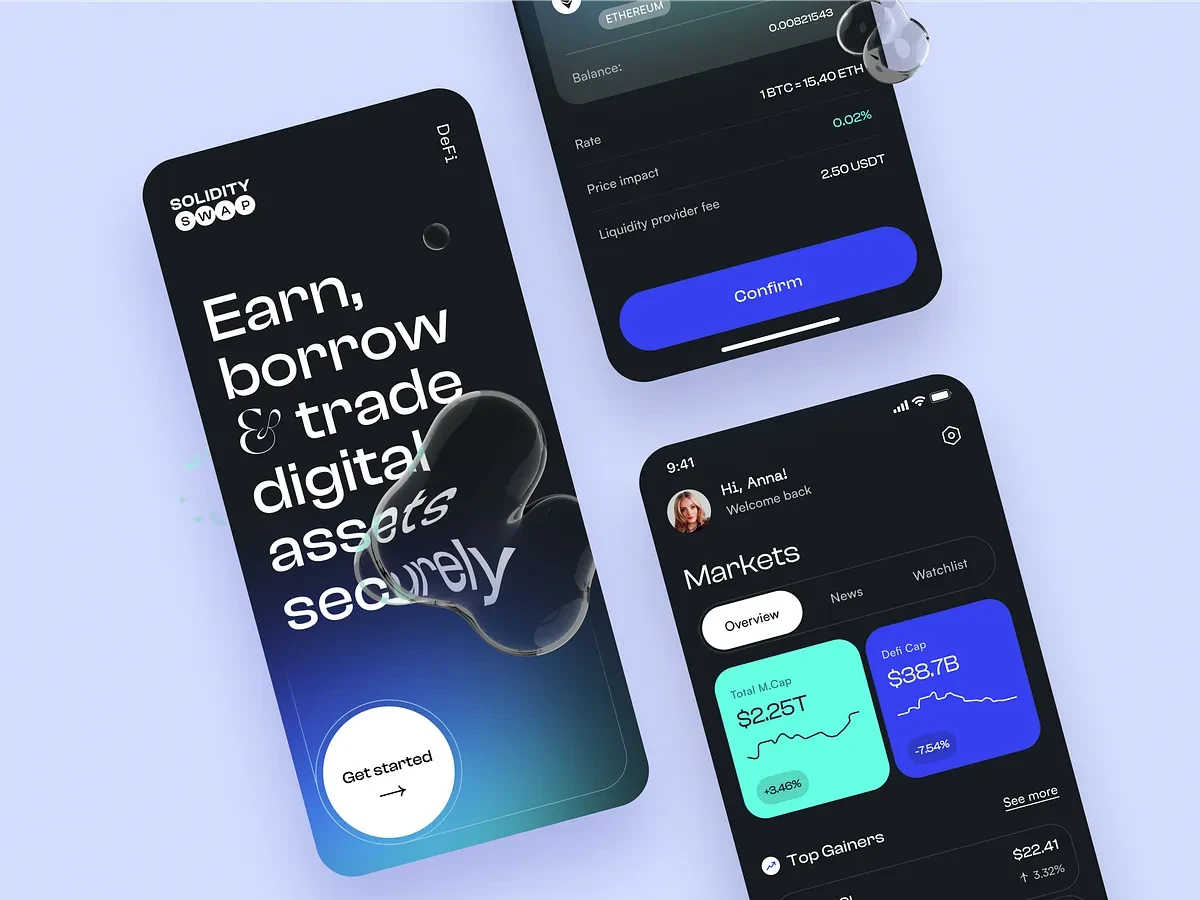 DeFi
SOLIDITY
SWAP
Earn,
borrow
& trade
digital
assets
securely
Get started
→
ETHEREUM
Balance:
0.00821543
Rate
1 BTC = 15,40 ETH
Price impact
0.02%
Liquidity provider fee
2.50 USDT
Confirm
9:41
Hi, Anna!
Welcome back
Markets
Overview
News
Watchlist
Total M.Cap
$2.25T
+3.46%
Defi Cap
$38.7B
-7.54%
See more
Top Gainers
$22.41
↑ 3.32%